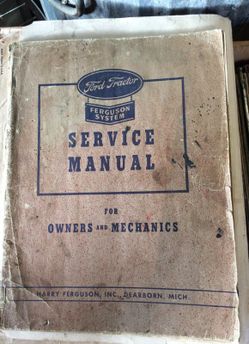 Ford Tractor
FERGUSON
SYSTEM
SERVICE
MANUAL
FOR
OWNERS AND MECHANICS
HARRY FERGUSON, INC., DEARBORN, MICH.